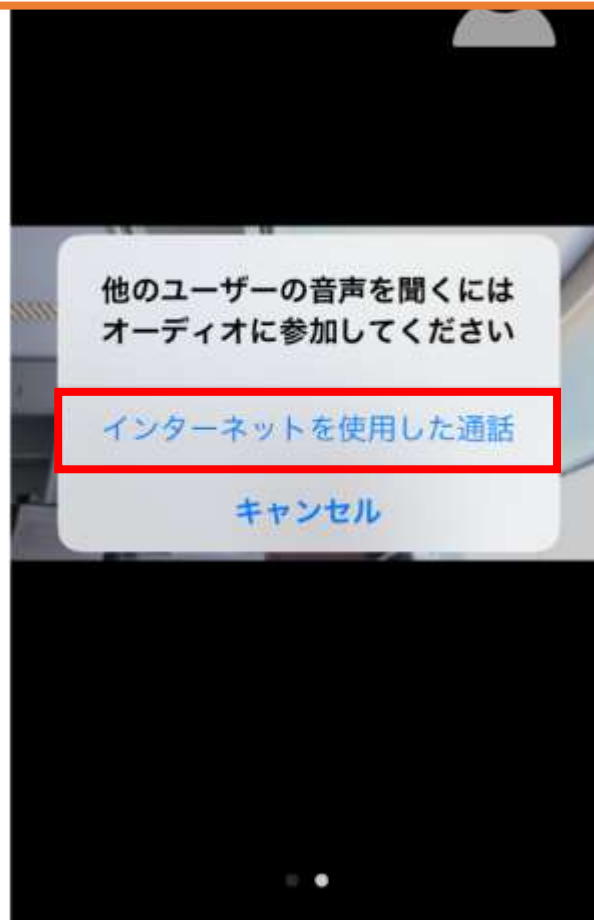 他のユーザーの音声を聞くには
オーディオに参加してください
インターネットを使用した通話
キャンセル